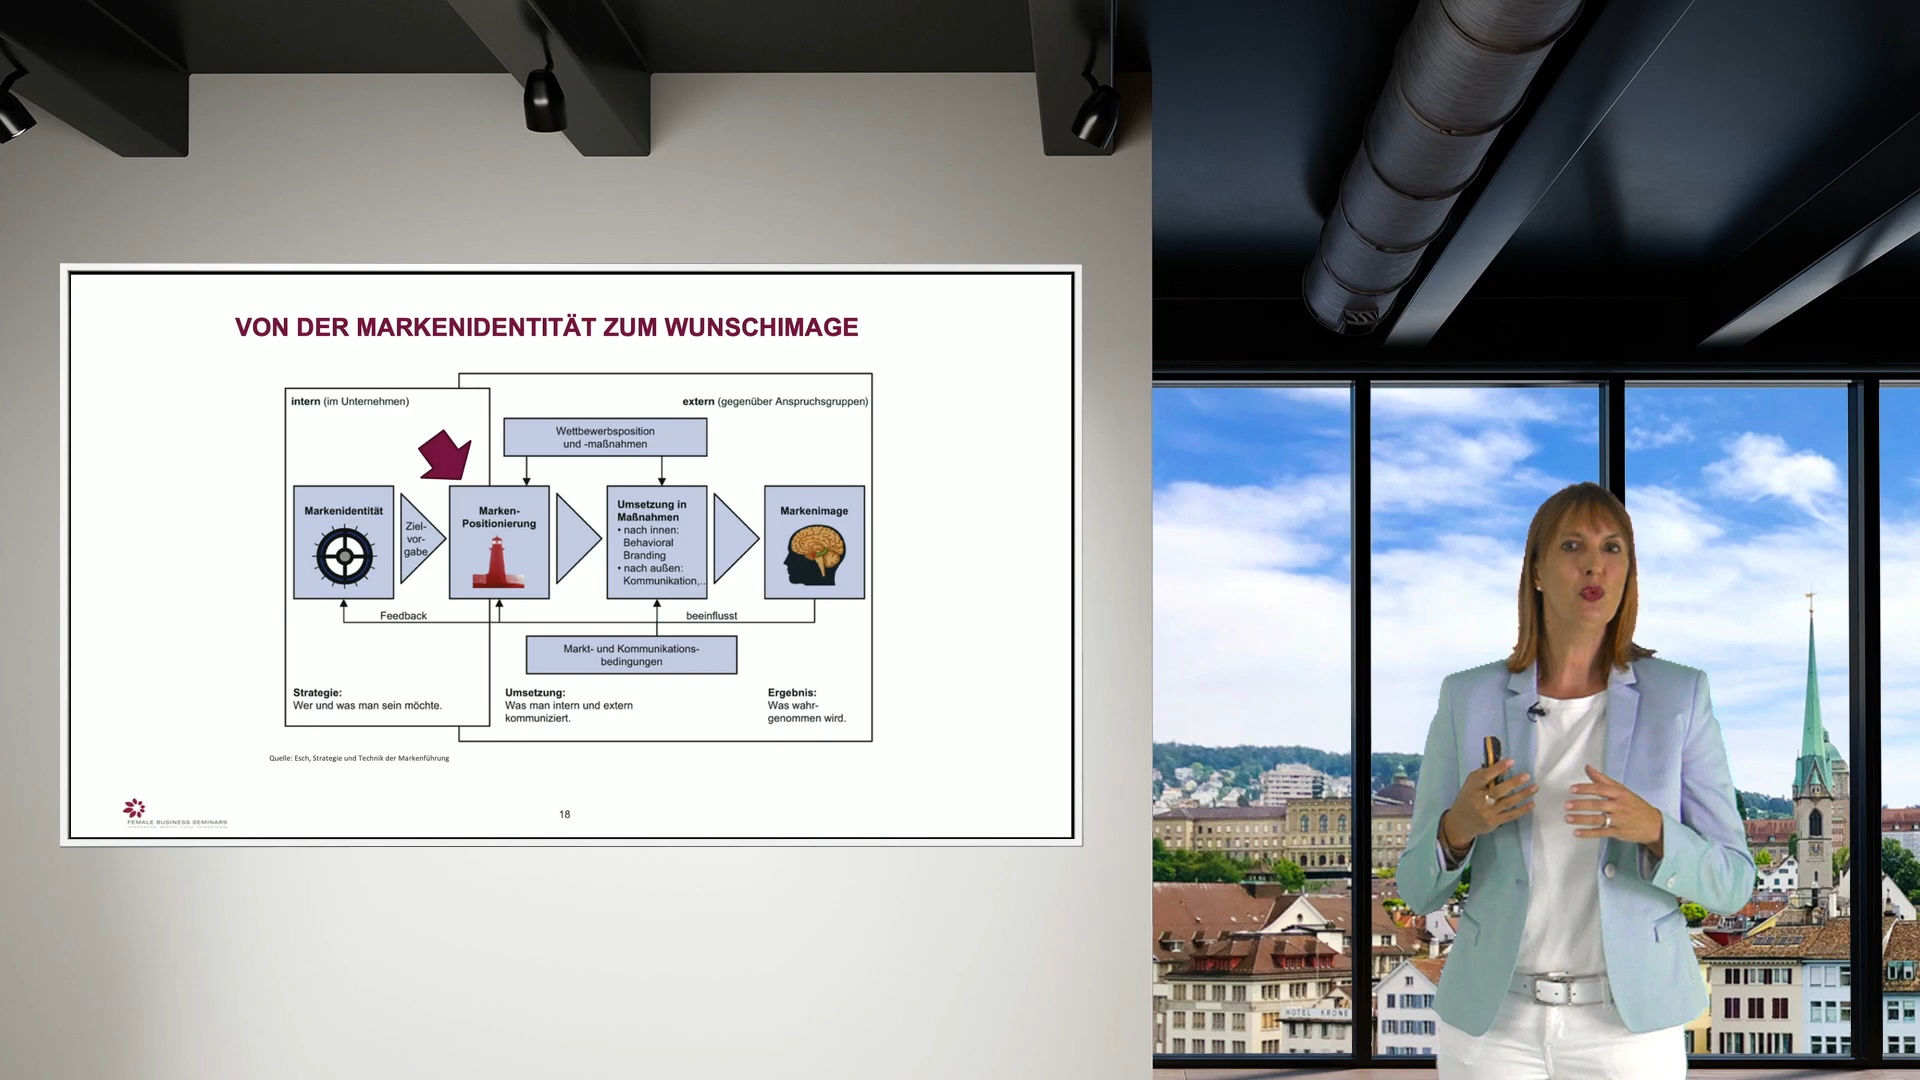 VON DER MARKENIDENTITÄT ZUM WUNSCHIMAGE
intern (im Unternehmen)
extern (gegenüber Anspruchsgruppen)
Wettbewerbsposition
und -maßnahmen
Markenidentität
Ziel-
vor-
gabe
Marken-
Positionierung
Umsetzung in
Maßnahmen
• nach innen:
Behavioral
Branding
• nach außen:
Kommunikation,..
Markenimage
Feedback
beeinflusst
Markt- und Kommunikations-
bedingungen
Strategie:
Wer und was man sein möchte.
Umsetzung:
Was man intern und extern
kommuniziert.
Ergebnis:
Was wahr-
genommen wird.
Quelle: Esch, Strategie und Technik der Markenführung
FEMALE BUSINESS SEMINARS
18
HOTEL KRONE